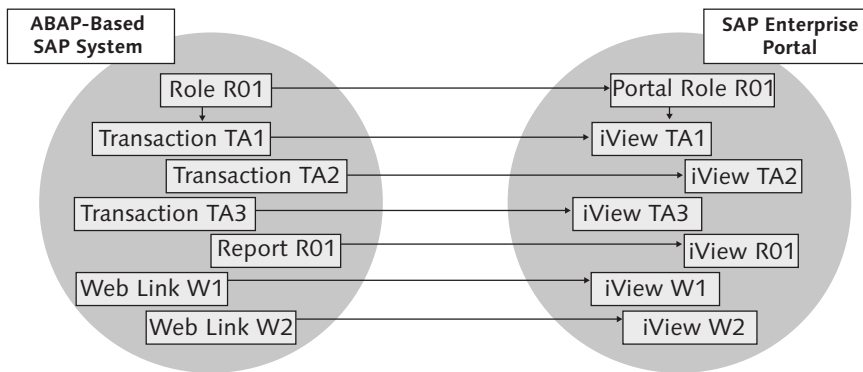 ABAP-Based
SAP System
SAP Enterprise
Portal
Role R01
Portal Role R01
Transaction TA1
iView TA1
Transaction TA2
iView TA2
Transaction TA3
iView TA3
Report R01
iView R01
Web Link W1
iView W1
Web Link W2
iView W2